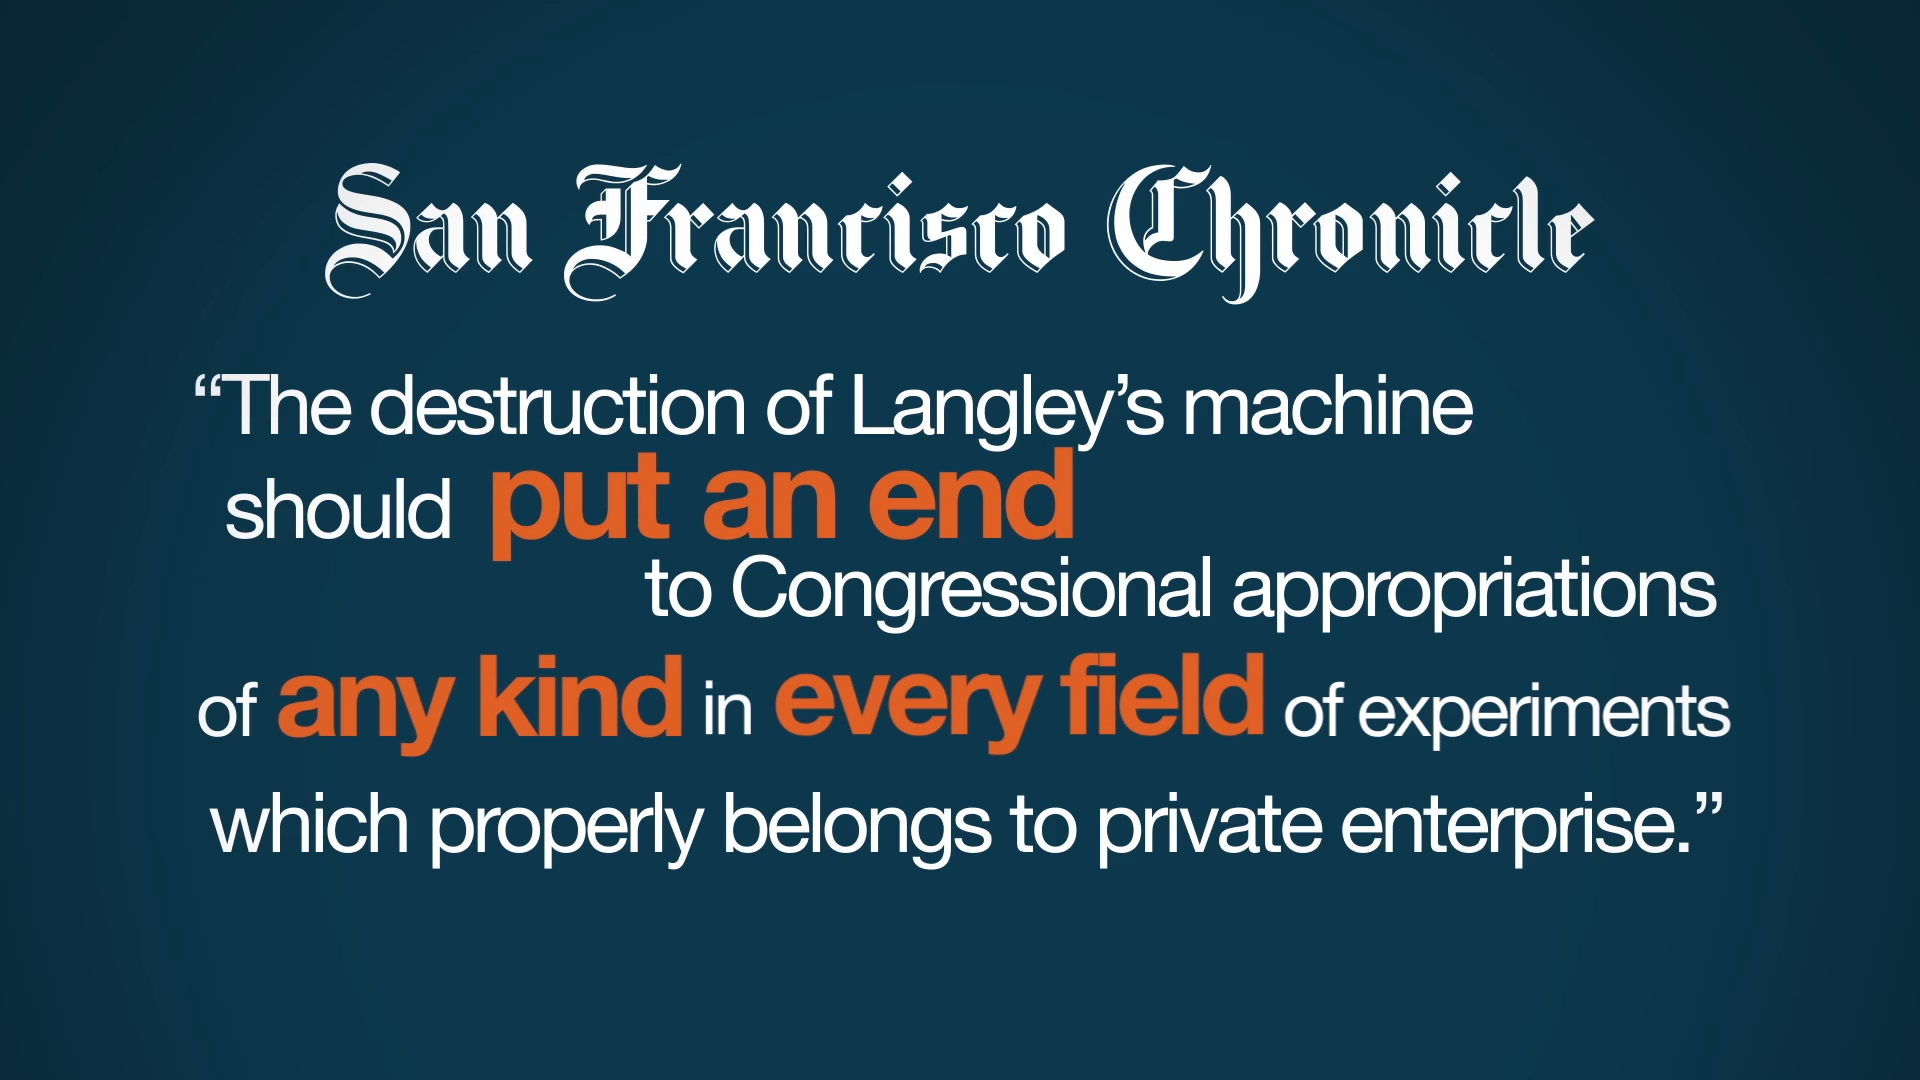 San Francisco Chronicle
“The destruction of Langley’s machine
should put an end
to Congressional appropriations
of any kind in every field of experiments
which properly belongs to private enterprise.”